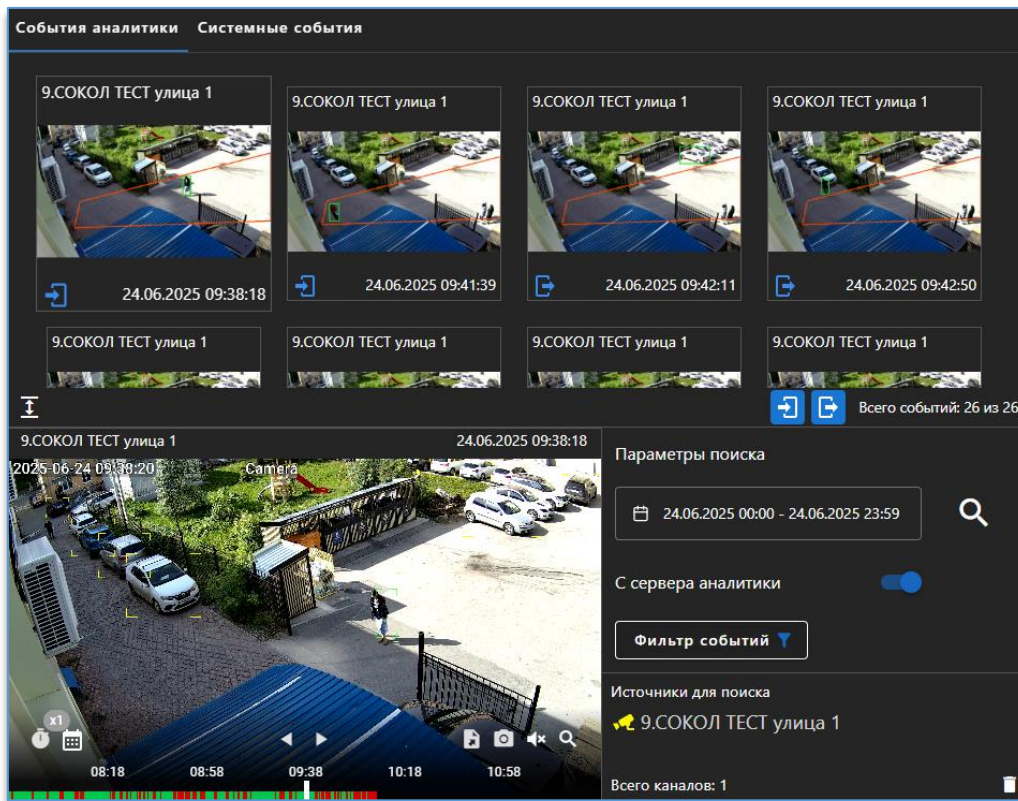 События аналитики Системные события
9.СОКОЛ ТЕСТ улица 1
9.СОКОЛ ТЕСТ улица 1
9.СОКОЛ ТЕСТ улица 1
9.СОКОЛ ТЕСТ улица 1
24.06.2025 09:38:18
24.06.2025 09:41:39
24.06.2025 09:42:11
24.06.2025 09:42:50
9.СОКОЛ ТЕСТ улица 1
9.СОКОЛ ТЕСТ улица 1
9.СОКОЛ ТЕСТ улица 1
9.СОКОЛ ТЕСТ улица 1
Всего событий: 26 из 26
9.СОКОЛ ТЕСТ улица 1 24.06.2025 09:38:18
2025-06-24 09:38:20 Camera
x1
08:18 08:58 09:38 10:18 10:58
Параметры поиска
24.06.2025 00:00 - 24.06.2025 23:59
С сервера аналитики
Фильтр событий
Источники для поиска
9.СОКОЛ ТЕСТ улица 1
Всего каналов: 1